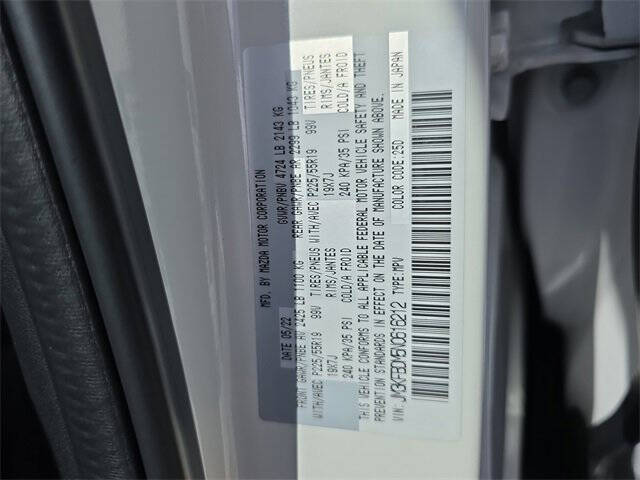 MFD. BY MAZDA MOTOR CORPORATION
DATE 05/22 GVWR/PNBV 4724 LB 2143 KG
FRONT GAWR/PNBE AV 2425 LB 1100 KG REAR GAWR/PNBE AR 2299 LB 1043 KG
WITH/AVEC P225/55R19 99V TIRES/PNEUS WITH/AVEC P225/55R19 99V TIRES/PNEUS
19X7J RIMS/JANTES 19X7J RIMS/JANTES
240 KPA/35 PSI COLD/A FROID 240 KPA/35 PSI COLD/A FROID
THIS VEHICLE CONFORMS TO ALL APPLICABLE FEDERAL MOTOR VEHICLE SAFETY AND THEFT
PREVENTION STANDARDS IN EFFECT ON THE DATE OF MANUFACTURE SHOWN ABOVE.
VIN: JM3KFBDM5N0516212 TYPE:MPV COLOR CODE:25D MADE IN JAPAN